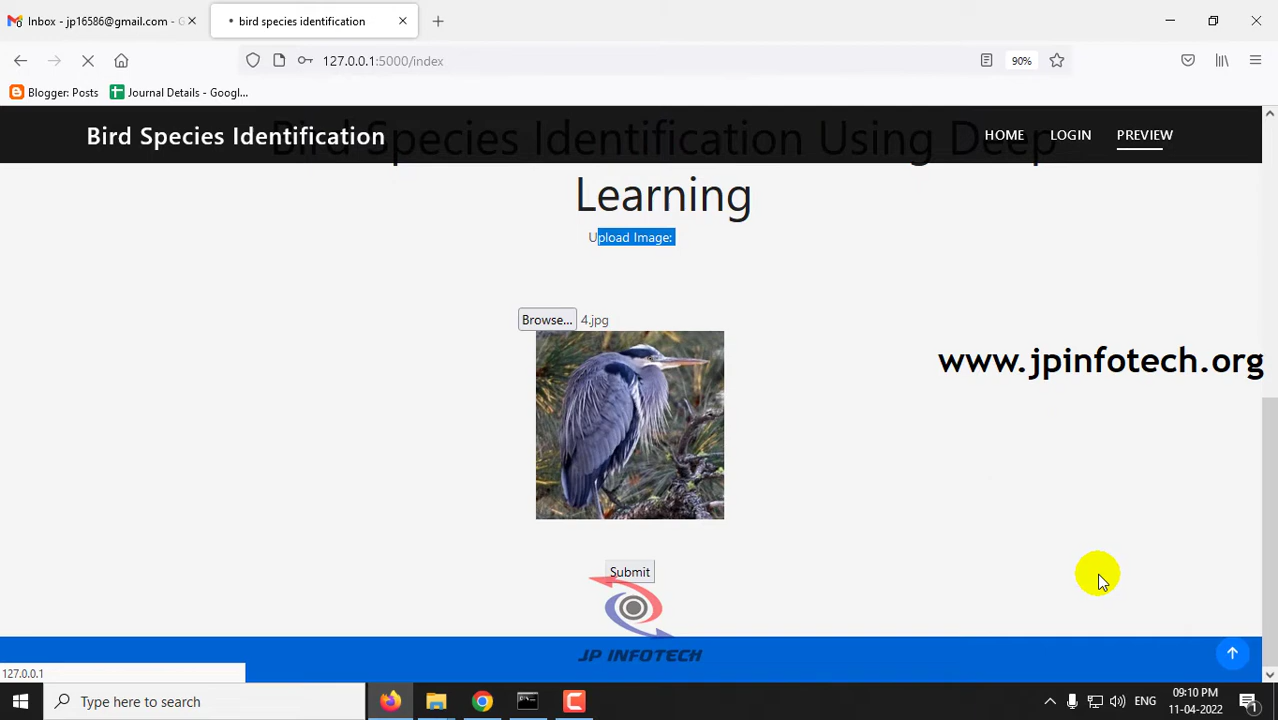 Inbox - jp16586@gmail.com - G
bird species identification
127.0.0.1:5000/index
90%
Blogger: Posts
Journal Details - Googl...
Bird Species Identification
HOME
LOGIN
PREVIEW
Bird Species Identification Using Deep
Learning
Upload Image:
Browse...
4.jpg
www.jpinfotech.org
Submit
JP INFOTECH
127.0.0.1
Type here to search
ENG
09:10 PM
11-04-2022
1